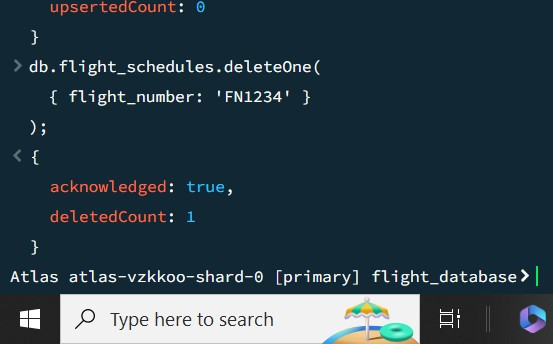 upsertedCount: 0
}
> db.flight_schedules.deleteOne(
{ flight_number: 'FN1234' }
);
< {
acknowledged: true,
deletedCount: 1
}
Atlas atlas-vzkkoo-shard-0 [primary] flight_database>
Type here to search